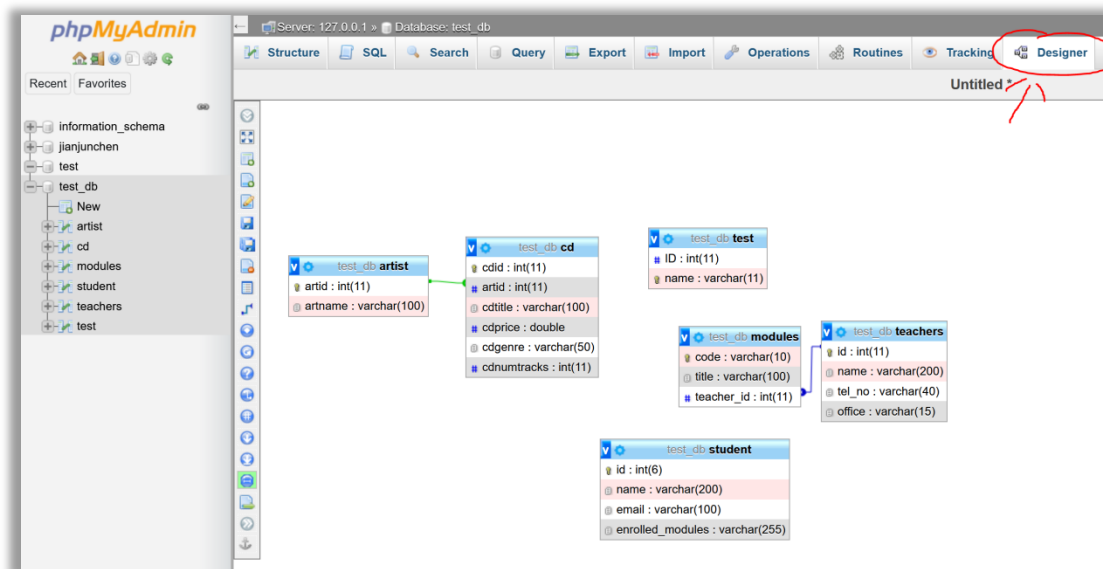 phpMyAdmin
Recent Favorites
information_schema
jianjunchen
test
test_db
New
artist
cd
modules
student
teachers
test
Server: 127.0.0.1 » Database: test_db
Structure SQL Search Query Export Import Operations Routines Tracking Designer
Untitled *
test_db artist
artid : int(11)
artname : varchar(100)
test_db cd
cdid : int(11)
artid : int(11)
cdtitle : varchar(100)
cdprice : double
cdgenre : varchar(50)
cdnumtracks : int(11)
test_db test
ID : int(11)
name : varchar(11)
test_db modules
code : varchar(10)
title : varchar(100)
teacher_id : int(11)
test_db teachers
id : int(11)
name : varchar(200)
tel_no : varchar(40)
office : varchar(15)
test_db student
id : int(6)
name : varchar(200)
email : varchar(100)
enrolled_modules : varchar(255)